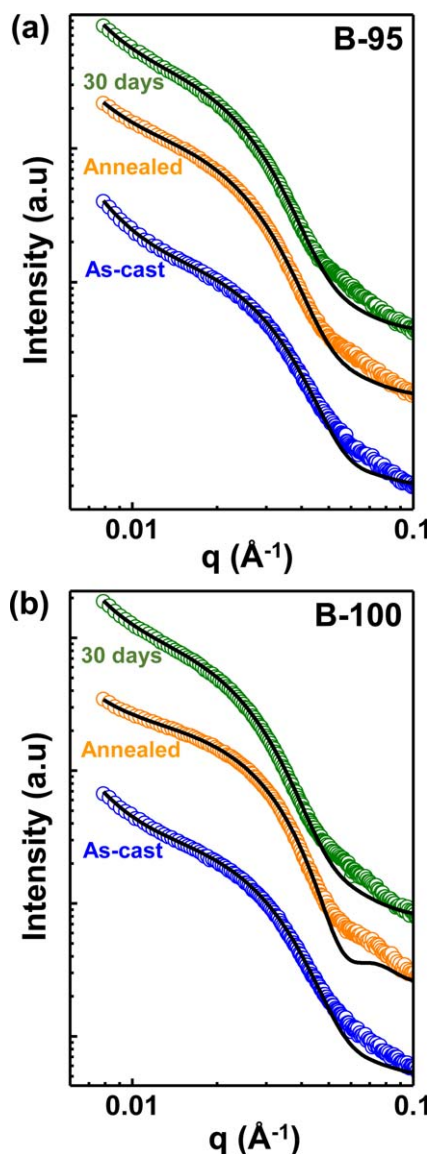 (a)
B-95
30 days
Annealed
As-cast
Intensity (a.u)
0.01
0.1
q (Å⁻¹)
(b)
B-100
30 days
Annealed
As-cast
Intensity (a.u)
0.01
0.1
q (Å⁻¹)